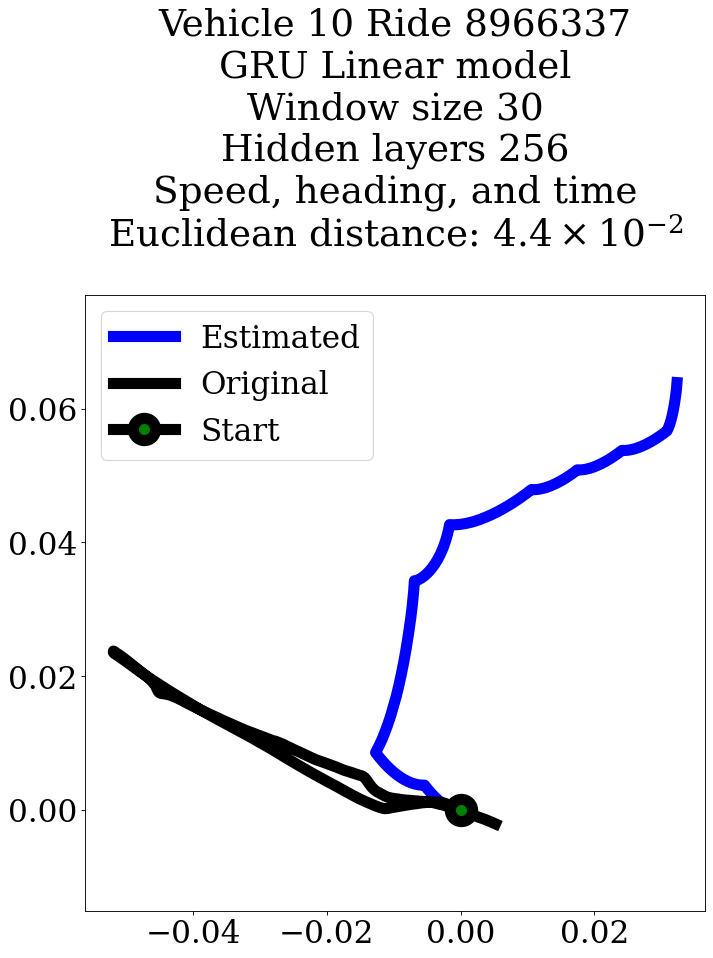 Vehicle 10 Ride 8966337
GRU Linear model
Window size 30
Hidden layers 256
Speed, heading, and time
Euclidean distance: 4.4 × 10⁻²
Estimated
Original
Start
0.06
0.04
0.02
0.00
−0.04
−0.02
0.00
0.02